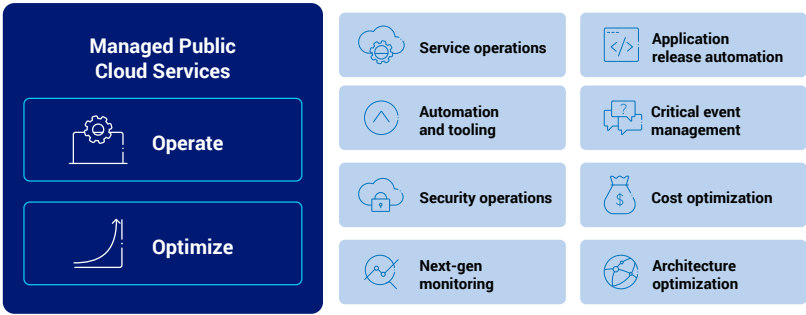 Managed Public
Cloud Services
Operate
Optimize
Service operations
Automation
and tooling
Security operations
Next-gen
monitoring
Application
release automation
</>
Critical event
management
?
Cost optimization
$
Architecture
optimization